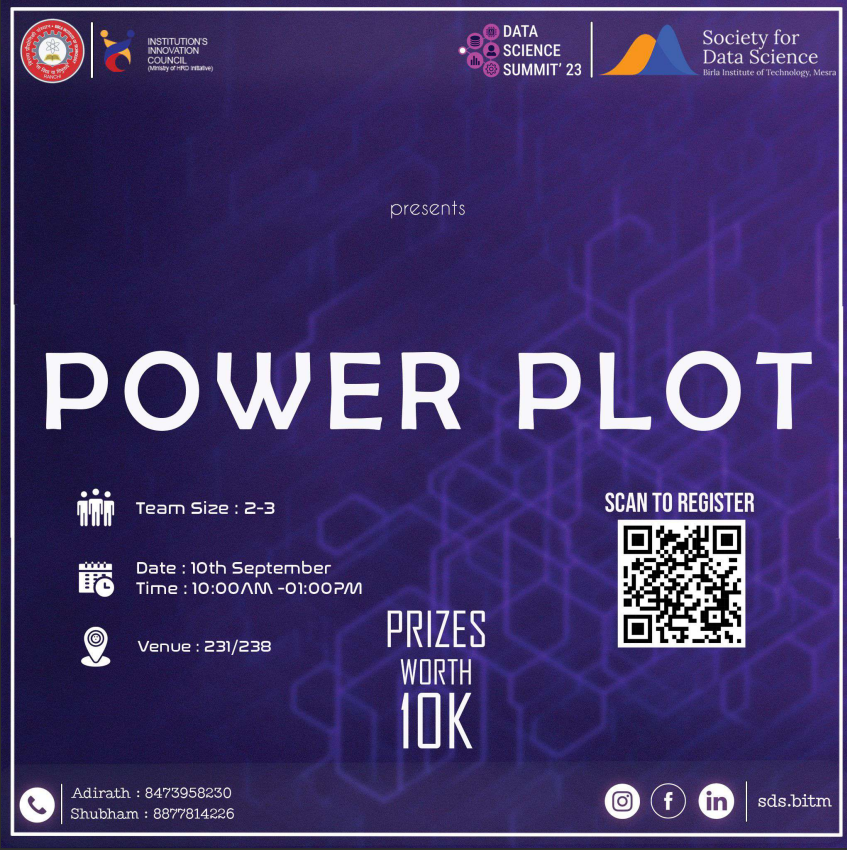 INSTITUTION'S
INNOVATION
COUNCIL
(Ministry of HRD Initiative)
DATA
SCIENCE
SUMMIT' 23
Society for
Data Science
Birla Institute of Technology, Mesra
presents
POWER PLOT
Team Size : 2-3
Date : 10th September
Time : 10:00AM -01:00PM
Venue : 231/238
SCAN TO REGISTER
PRIZES
WORTH
10K
Adirath : 8473958230
Shubham : 8877814226
sds.bitm